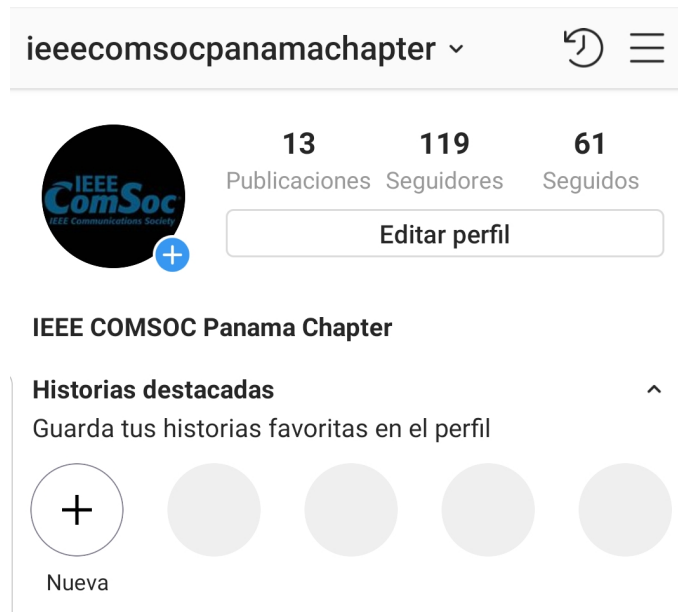 ieeecomsocpanamachapter
IEEE
ComSoc
IEEE Communications Society
13 119 61
Publicaciones Seguidores Seguidos
Editar perfil
IEEE COMSOC Panama Chapter
Historias destacadas
Guarda tus historias favoritas en el perfil
Nueva